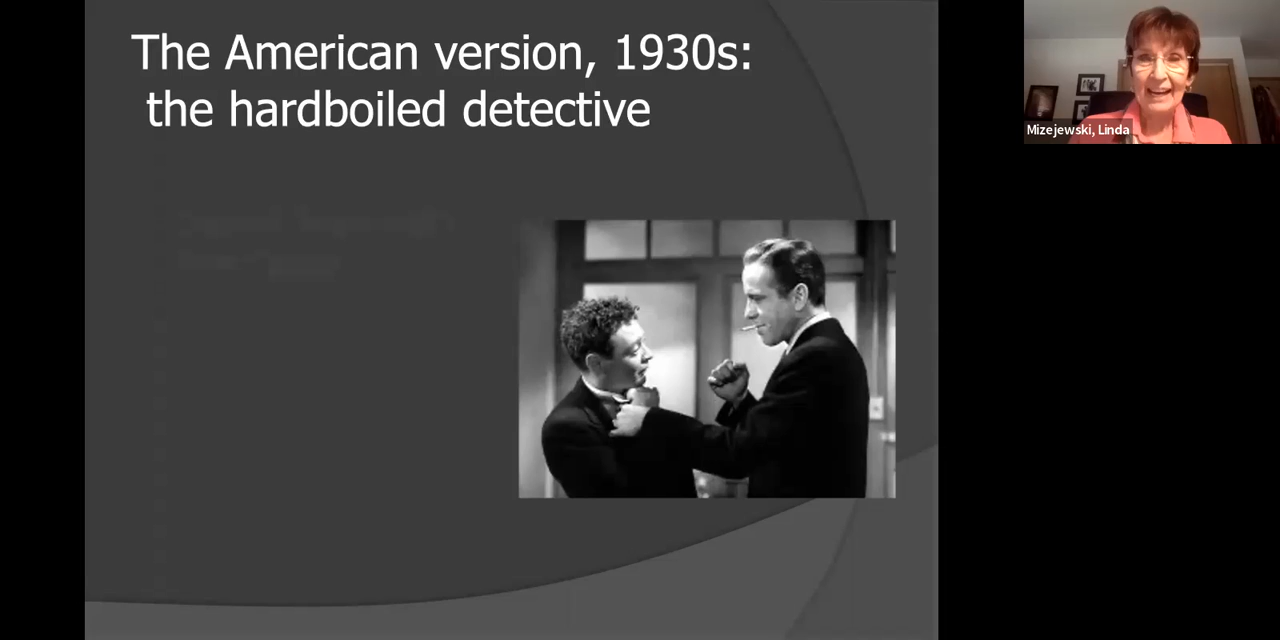 The American version, 1930s:
the hardboiled detective
Mizejewski, Linda